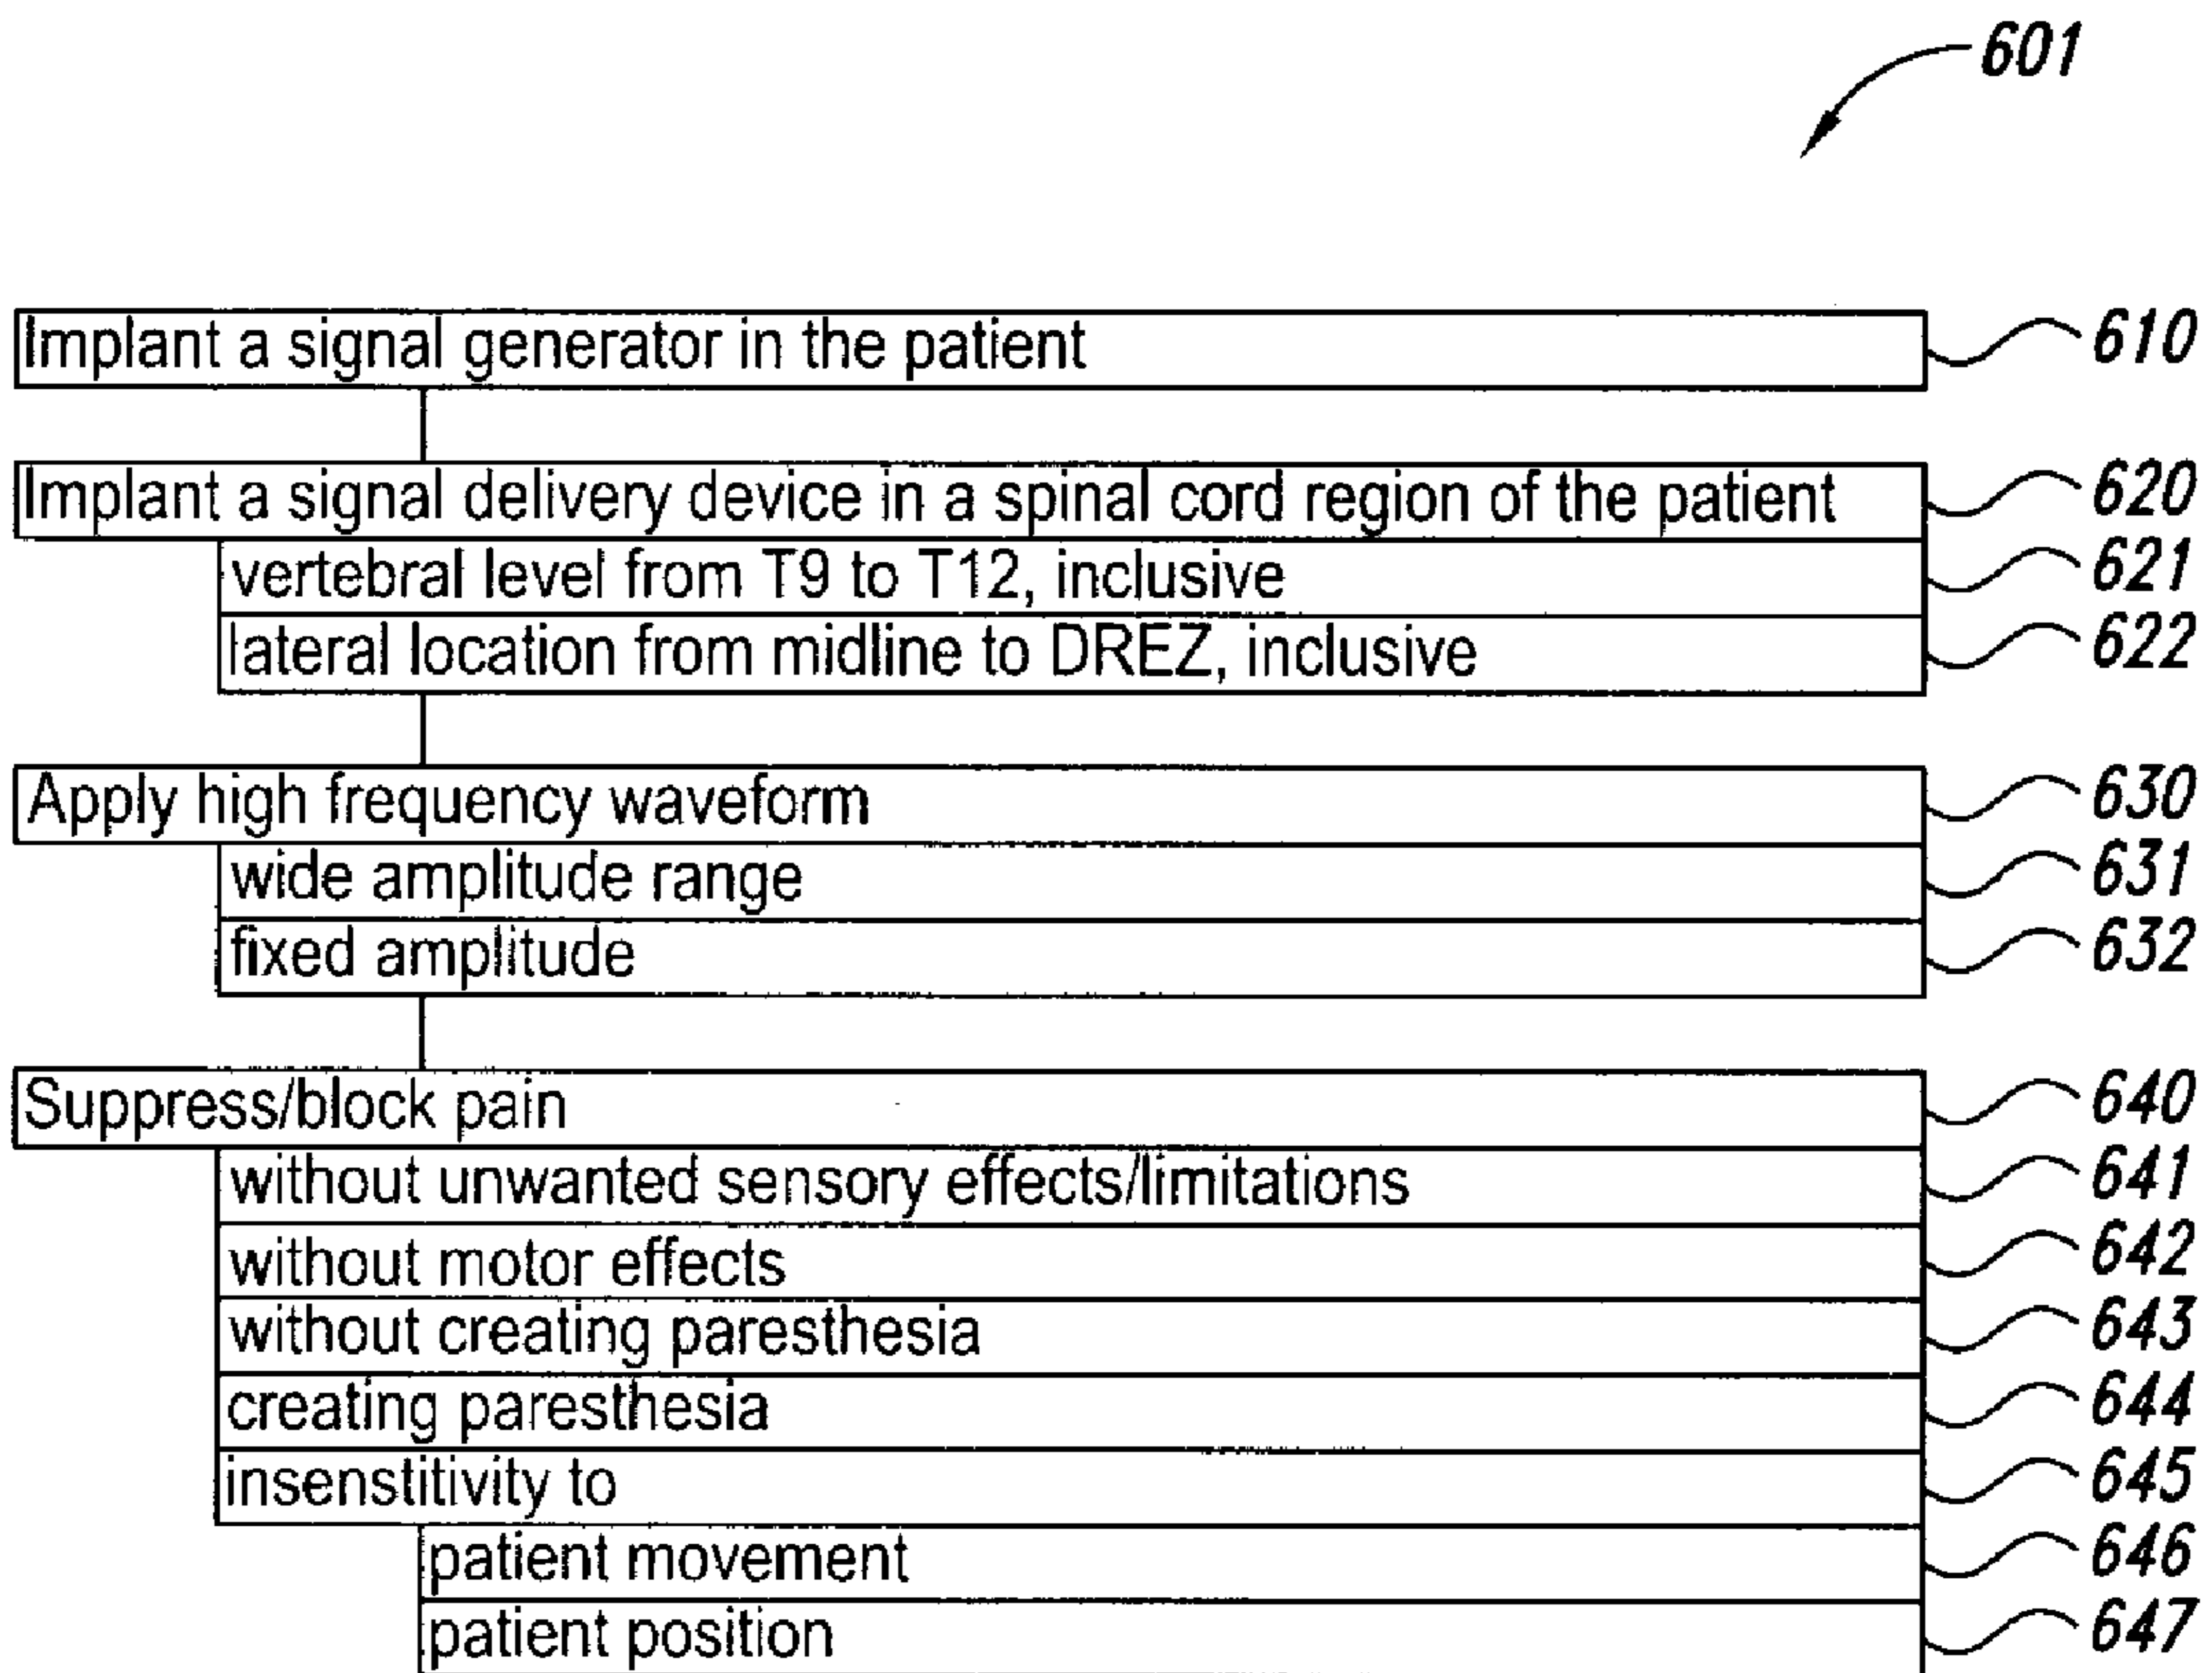 601
Implant a signal generator in the patient 610
Implant a signal delivery device in a spinal cord region of the patient 620
vertebral level from T9 to T12, inclusive 621
lateral location from midline to DREZ, inclusive 622
Apply high frequency waveform 630
wide amplitude range 631
fixed amplitude 632
Suppress/block pain 640
without unwanted sensory effects/limitations 641
without motor effects 642
without creating paresthesia 643
creating paresthesia 644
insenstitivity to 645
patient movement 646
patient position 647